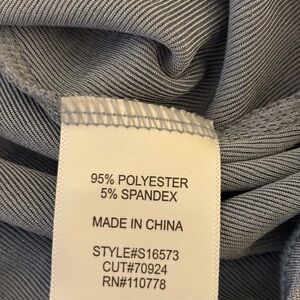 95% POLYESTER
5% SPANDEX
MADE IN CHINA
STYLE#S16573
CUT#70924
RN#110778